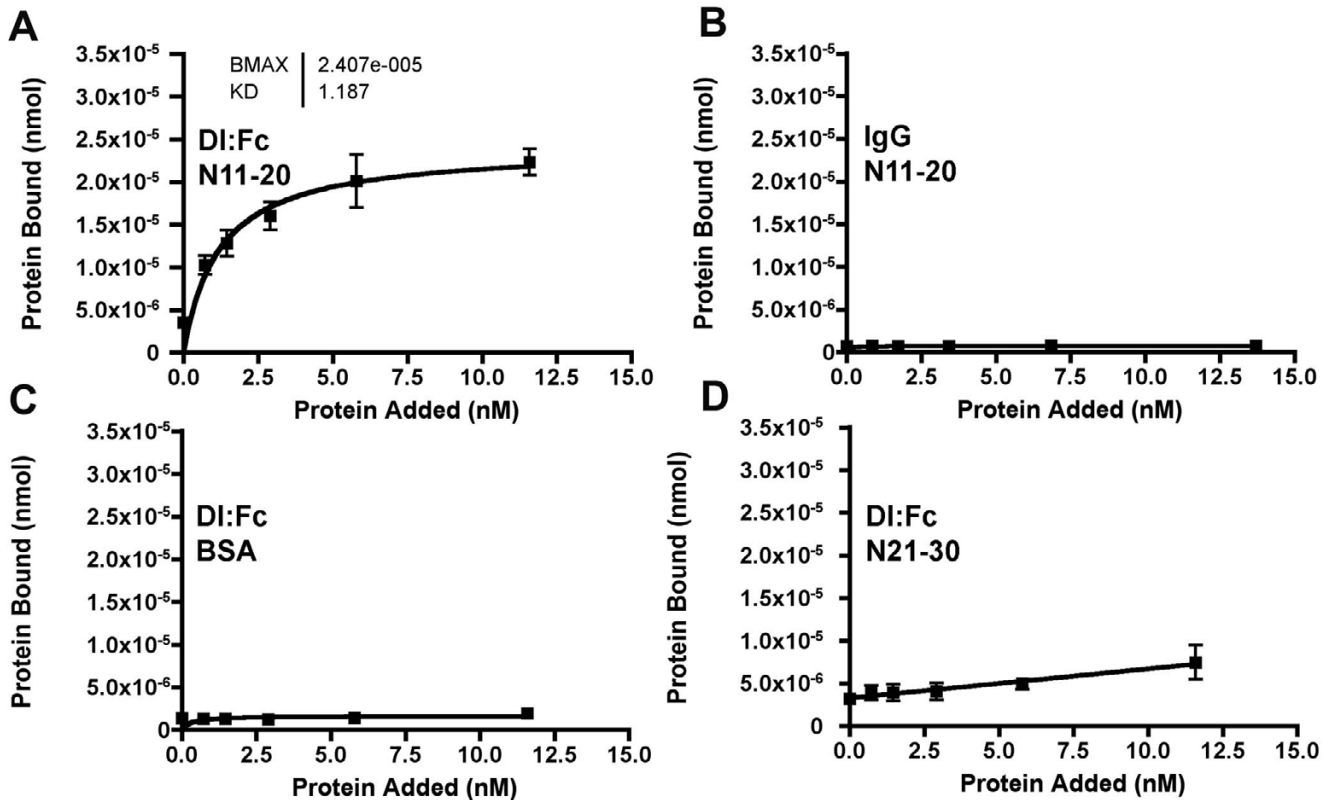 A
3.5x10-5
3.0x10-5
2.5x10-5
2.0x10-5
1.5x10-5
1.0x10-5
5.0x10-6
0
Protein Bound (nmol)
BMAX 2.407e-005
KD 1.187
DI:Fc
N11-20
0.0 2.5 5.0 7.5 10.0 12.5 15.0
Protein Added (nM)
B
3.5x10-5
3.0x10-5
2.5x10-5
2.0x10-5
1.5x10-5
1.0x10-5
5.0x10-6
0
Protein Bound (nmol)
IgG
N11-20
0.0 2.5 5.0 7.5 10.0 12.5 15.0
Protein Added (nM)
C
3.5x10-5
3.0x10-5
2.5x10-5
2.0x10-5
1.5x10-5
1.0x10-5
5.0x10-6
0
Protein Bound (nmol)
DI:Fc
BSA
0.0 2.5 5.0 7.5 10.0 12.5 15.0
Protein Added (nM)
D
3.5x10-5
3.0x10-5
2.5x10-5
2.0x10-5
1.5x10-5
1.0x10-5
5.0x10-6
0
Protein Bound (nmol)
DI:Fc
N21-30
0.0 2.5 5.0 7.5 10.0 12.5 15.0
Protein Added (nM)